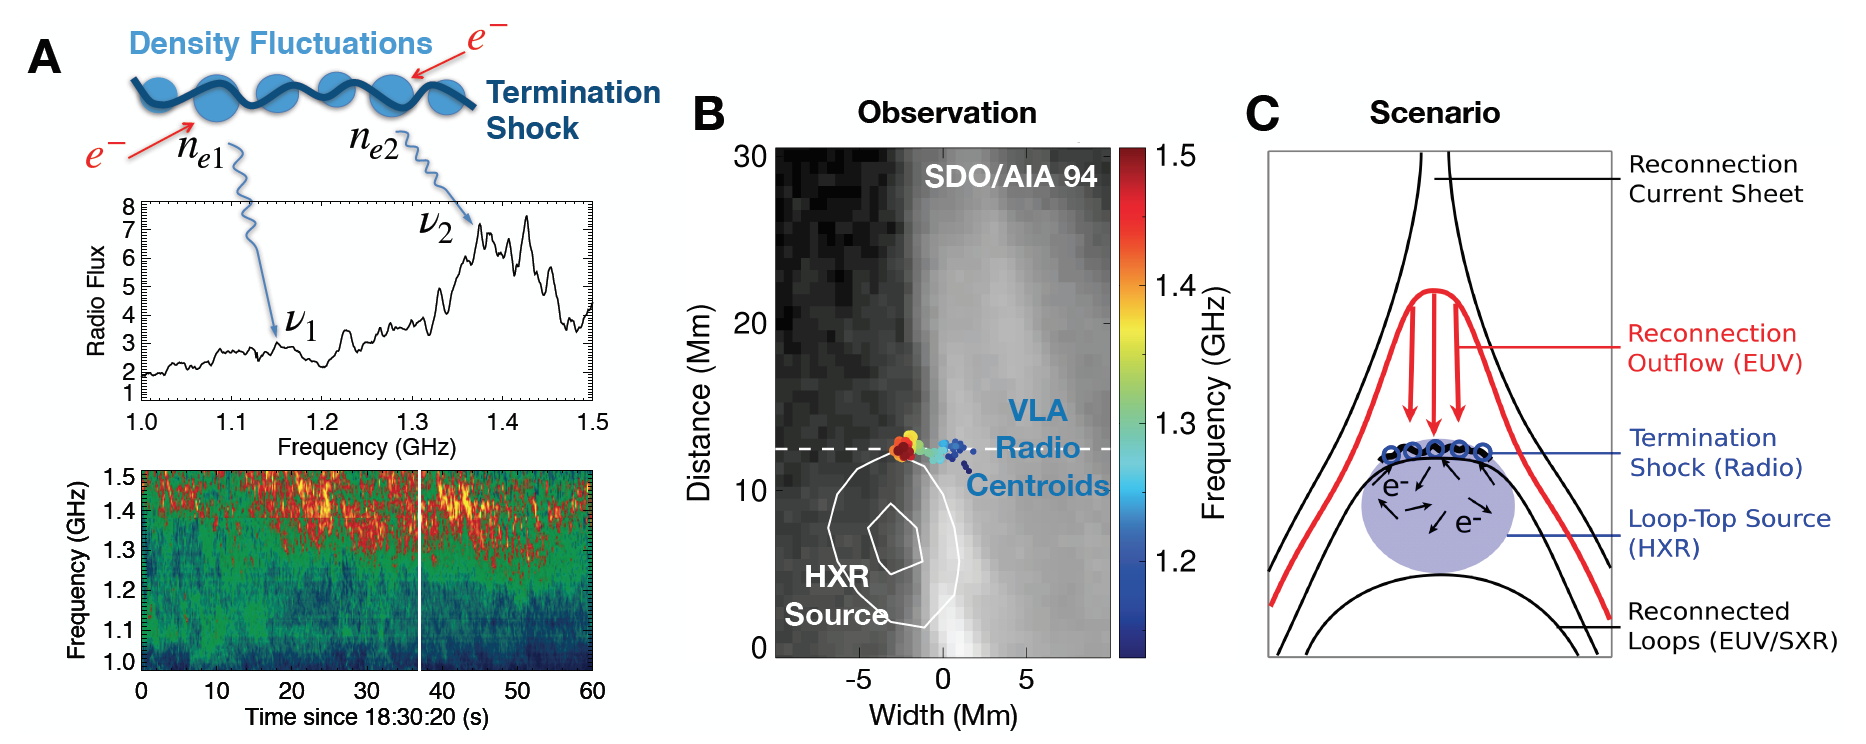 A
Density Fluctuations
e−
Termination
Shock
e−
ne1
ne2
ν2
ν1
8
7
6
5
4
3
2
1
Radio Flux
1.0 1.1 1.2 1.3 1.4 1.5
Frequency (GHz)
1.5
1.4
1.3
1.2
1.1
1.0
Frequency (GHz)
0 10 20 30 40 50 60
Time since 18:30:20 (s)
B
Observation
SDO/AIA 94
30
20
10
0
Distance (Mm)
VLA
Radio
Centroids
HXR
Source
-5 0 5
Width (Mm)
1.5
1.4
1.3
1.2
Frequency (GHz)
C
Scenario
Reconnection
Current Sheet
Reconnection
Outflow (EUV)
Termination
Shock (Radio)
e-
e-
Loop-Top Source
(HXR)
Reconnected
Loops (EUV/SXR)